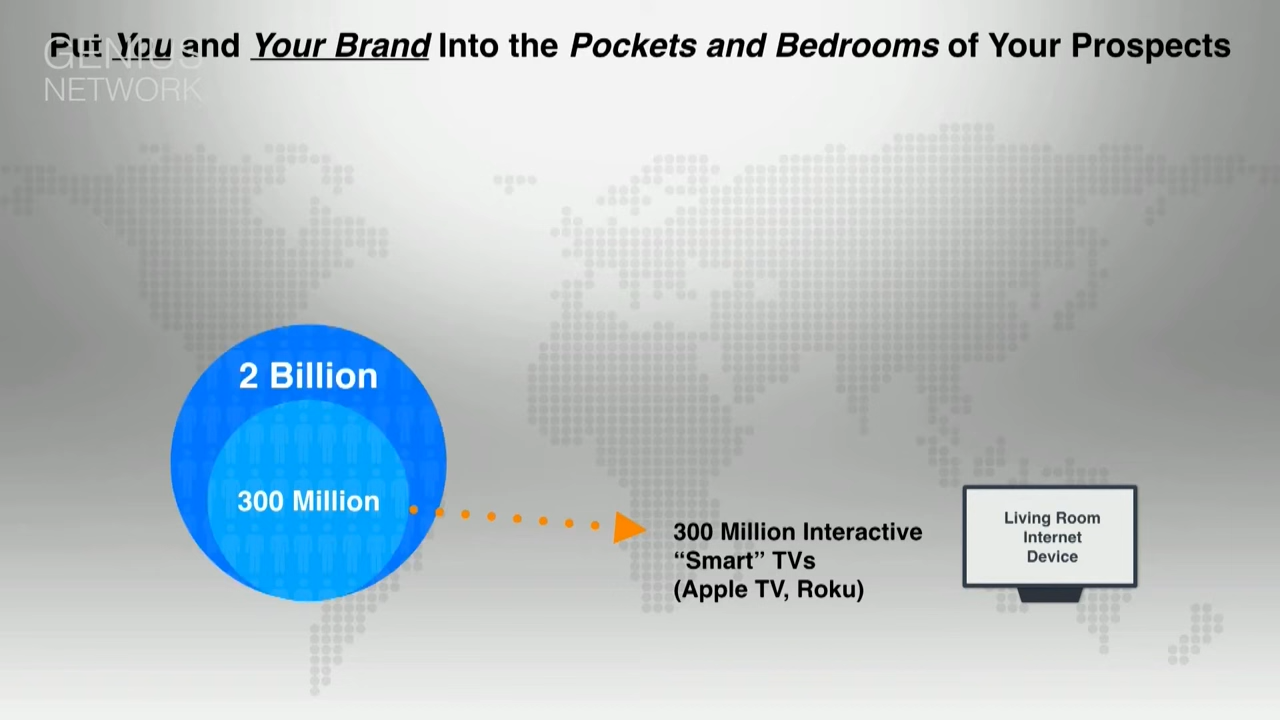 Put You and Your Brand Into the Pockets and Bedrooms of Your Prospects
GENIUS
NETWORK
2 Billion
300 Million
300 Million Interactive
“Smart” TVs
(Apple TV, Roku)
Living Room
Internet
Device